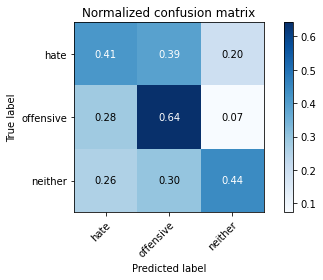 Normalized confusion matrix
True label
hate 0.41 0.39 0.20
offensive 0.28 0.64 0.07
neither 0.26 0.30 0.44
hate offensive neither
Predicted label
0.6
0.5
0.4
0.3
0.2
0.1